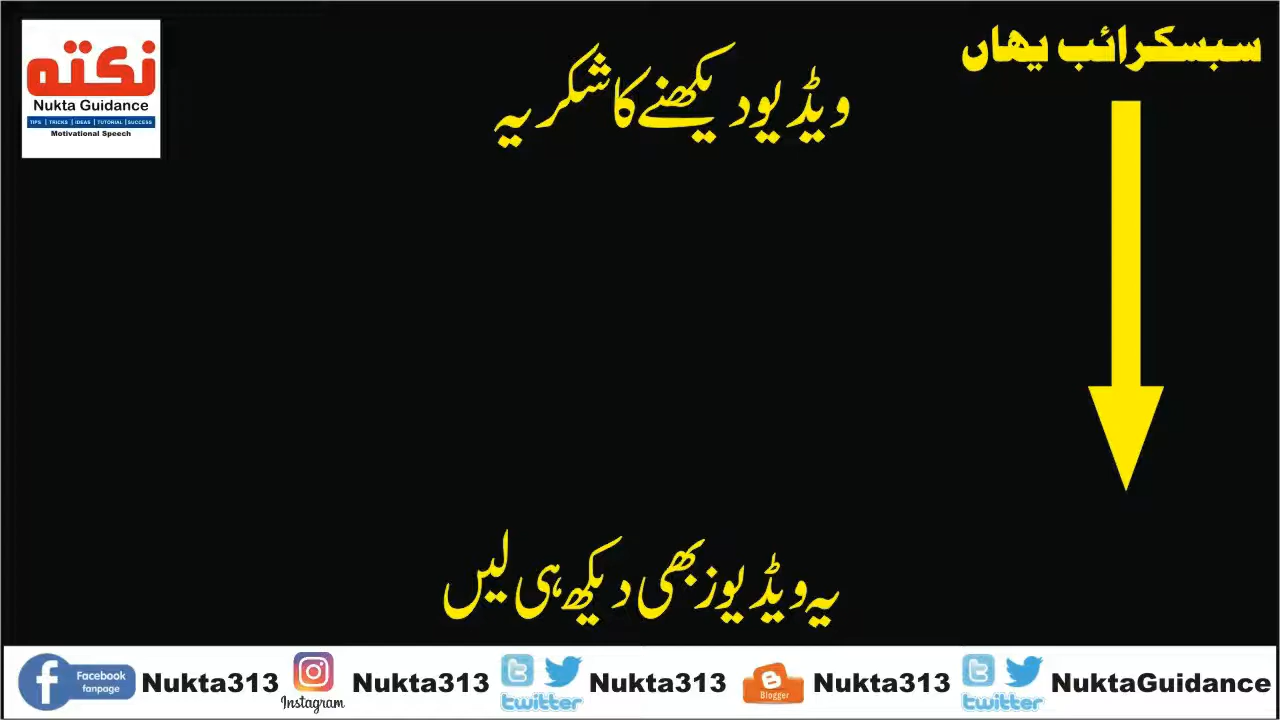 نکتہ
Nukta Guidance
TIPS | TRICKS | IDEAS | TUTORIAL | SUCCESS
Motivational Speech
سبسکرائب یهاں
ویڈیو دیکھنے کا شکریہ
یہ ویڈیوز بھی دیکھ ہی لیں
f Facebook fanpage Nukta313 Instagram Nukta313 twitter Nukta313 Blogger Nukta313 twitter NuktaGuidance